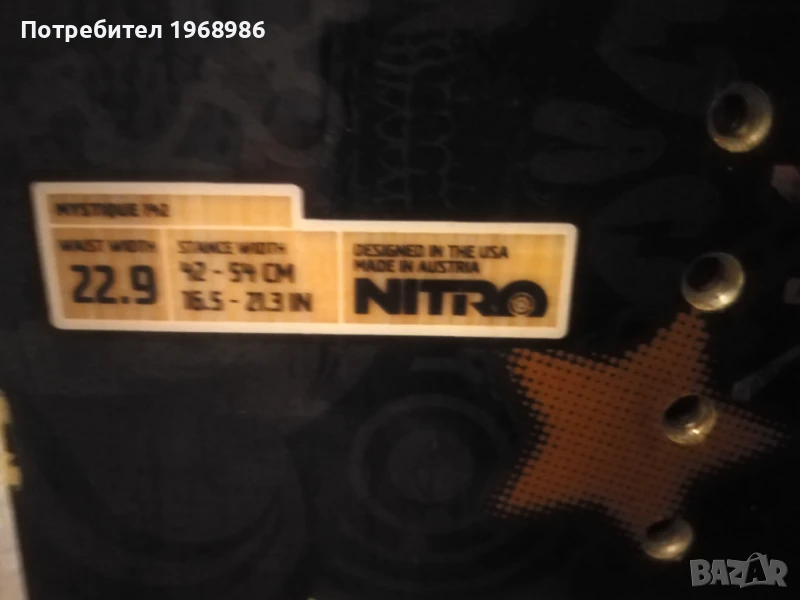 Потребител 1968986
MYSTIQUE 142
WAIST WIDTH
22.9
STANCE WIDTH
42 - 54 CM
16.5 - 21.3 IN
DESIGNED IN THE USA
MADE IN AUSTRIA
NITRO
BAZAR